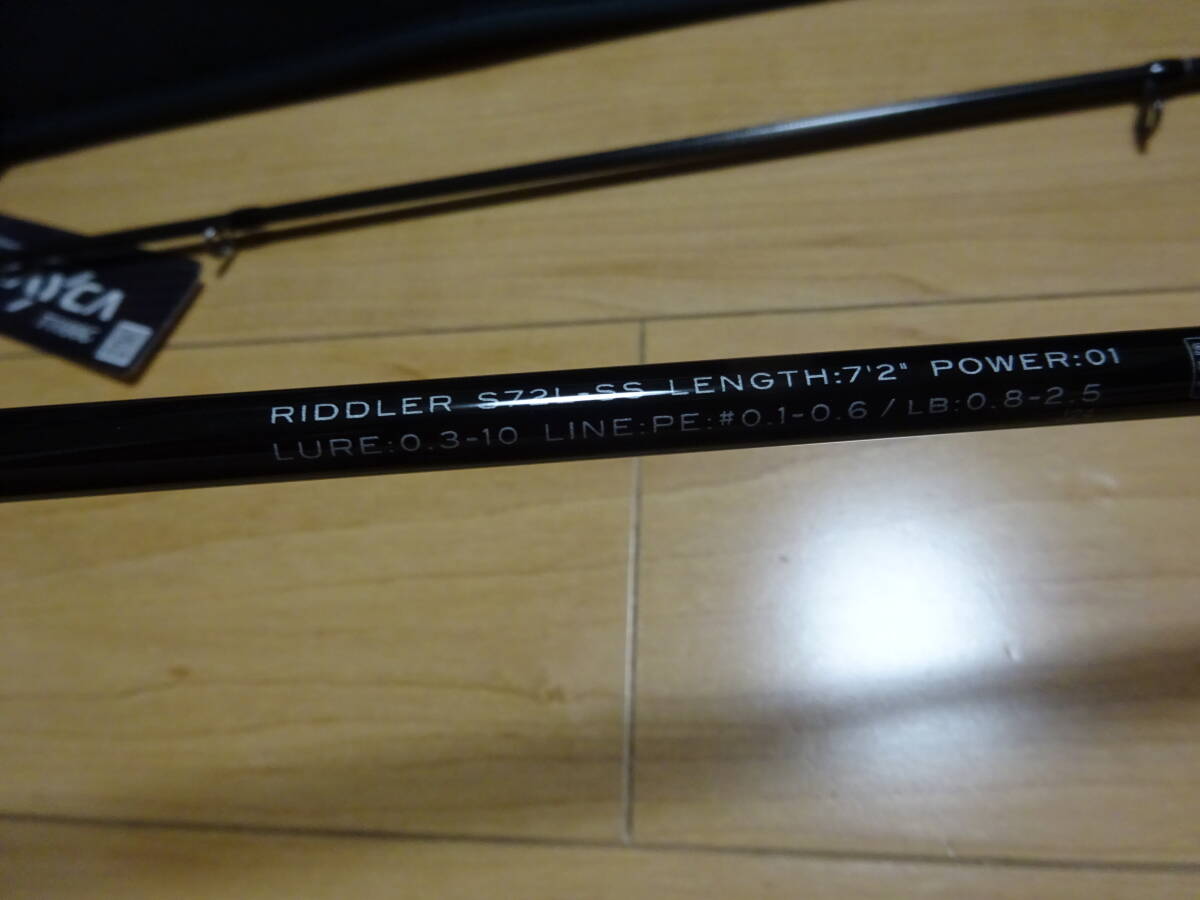 RIDDLER S72L-SS LENGTH:7'2" POWER:01
LURE:0.3-10 LINE:PE:#0.1-0.6 / LB:0.8-2.5